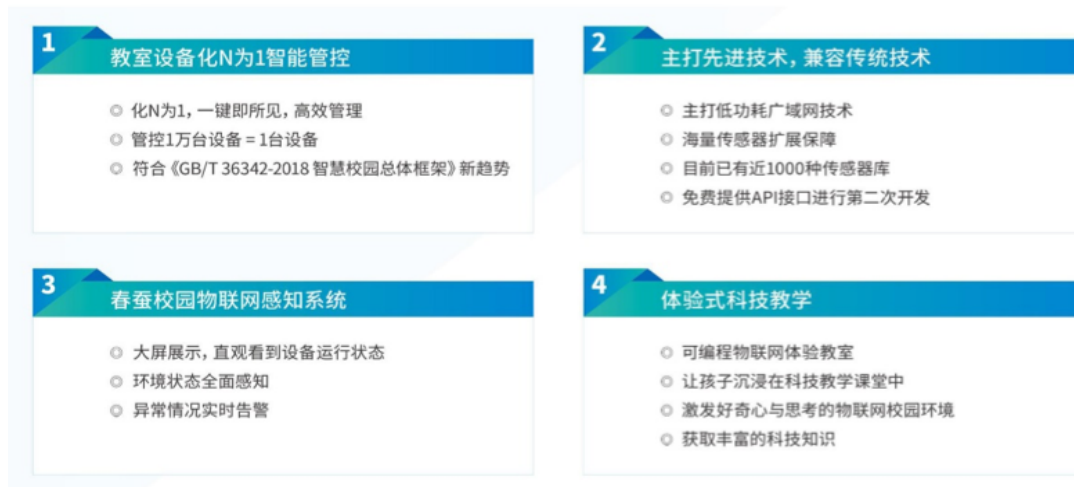 1
教室设备化N为1智能管控
◎ 化N为1，一键即所见，高效管理
◎ 管控1万台设备 = 1台设备
◎ 符合《GB/T 36342-2018 智慧校园总体框架》新趋势
2
主打先进技术，兼容传统技术
◎ 主打低功耗广域网技术
◎ 海量传感器扩展保障
◎ 目前已有近1000种传感器库
◎ 免费提供API接口进行第二次开发
3
春蚕校园物联网感知系统
◎ 大屏展示，直观看到设备运行状态
◎ 环境状态全面感知
◎ 异常情况实时告警
4
体验式科技教学
◎ 可编程物联网体验教室
◎ 让孩子沉浸在科技教学课堂中
◎ 激发好奇心与思考的物联网校园环境
◎ 获取丰富的科技知识